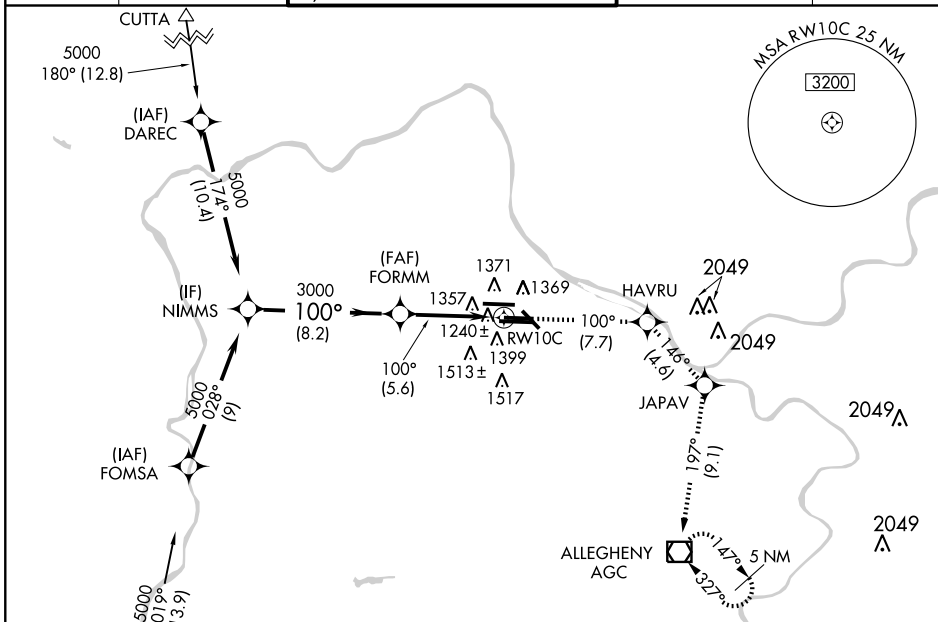 CUTTA
5000
180° (12.8)
(IAF)
DAREC
5000
174°
(10.4)
MSA RW10C 25 NM
3200
(IF)
NIMMS
3000
100°
(8.2)
(FAF)
FORMM
100°
(5.6)
1371
1357
1369
1240±
RW10C
1399
1513±
1517
100°
(7.7)
HAVRU
2049
2049
146°
(4.6)
JAPAV
2049
197°
(9.1)
5000
028°
(9)
(IAF)
FOMSA
5000
019°
2049
ALLEGHENY
AGC
147°
5 NM
327°